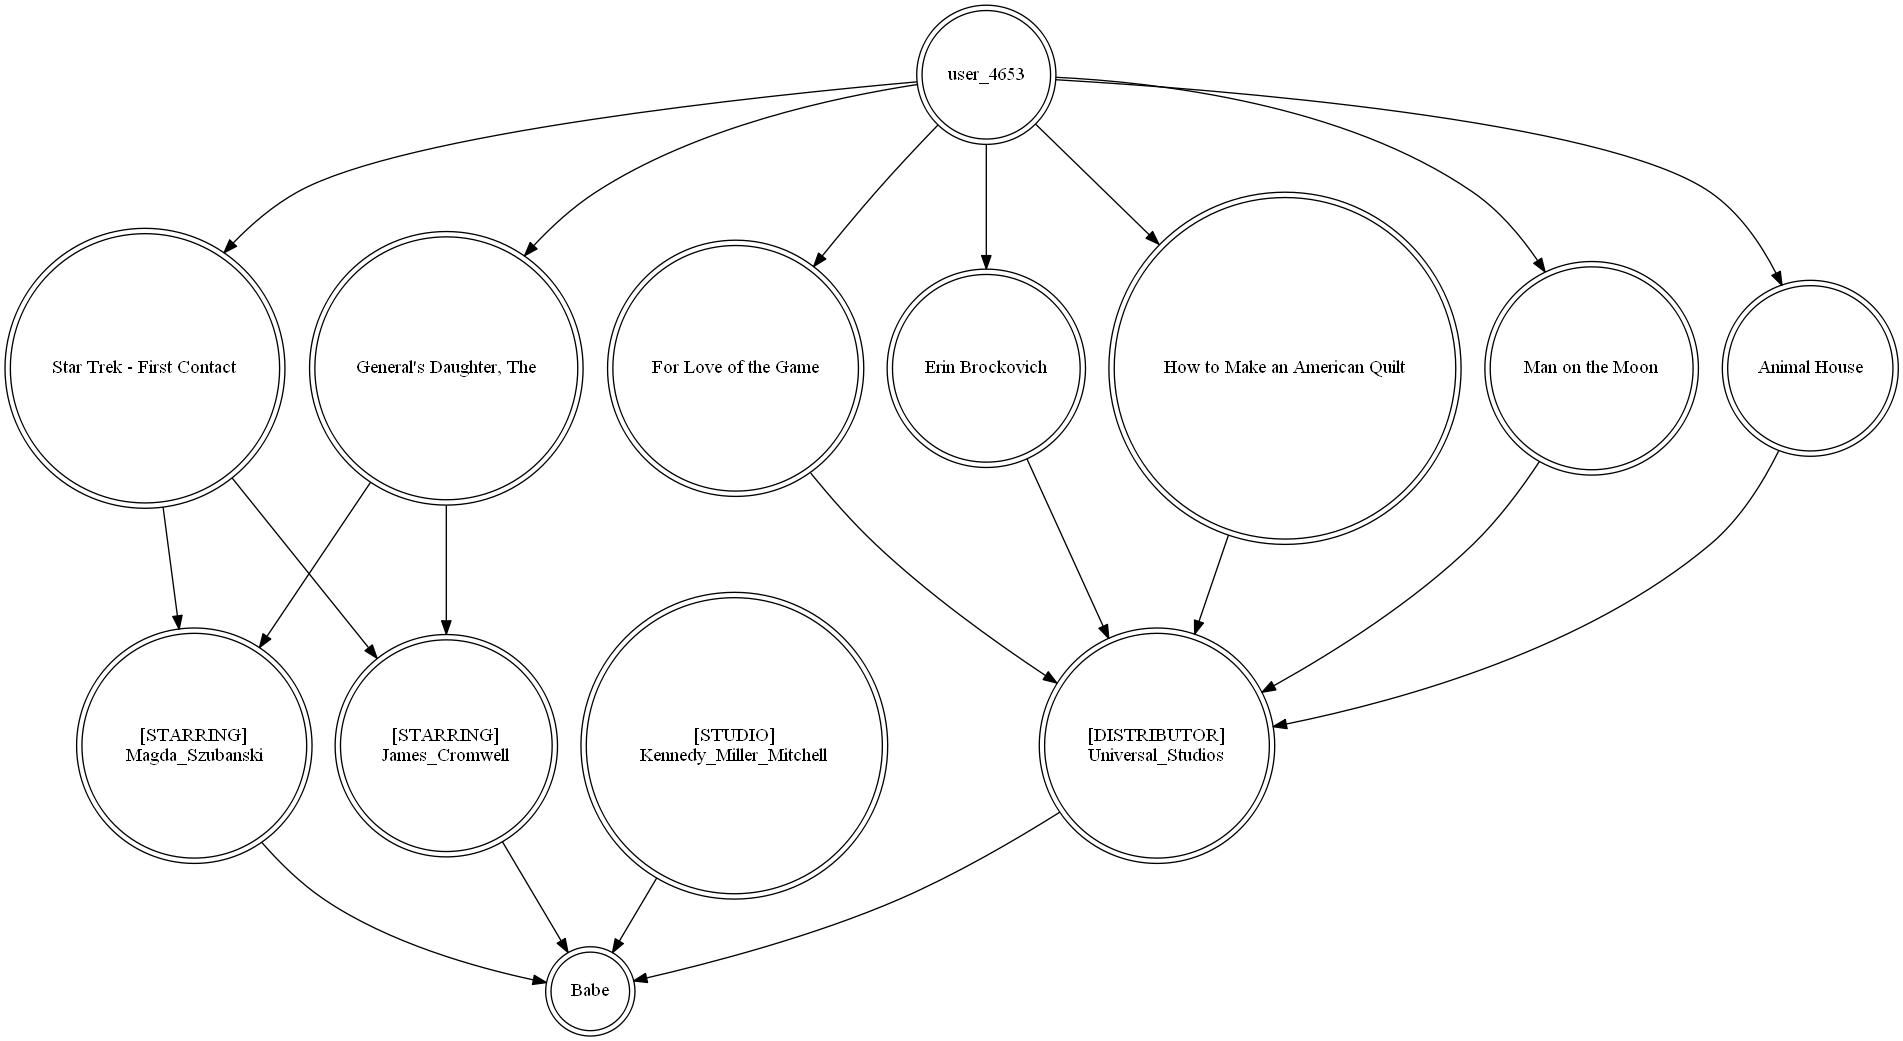 user_4653
Star Trek - First Contact
General's Daughter, The
For Love of the Game
Erin Brockovich
How to Make an American Quilt
Man on the Moon
Animal House
[STARRING]
Magda_Szubanski
[STARRING]
James_Cromwell
[STUDIO]
Kennedy_Miller_Mitchell
[DISTRIBUTOR]
Universal_Studios
Babe